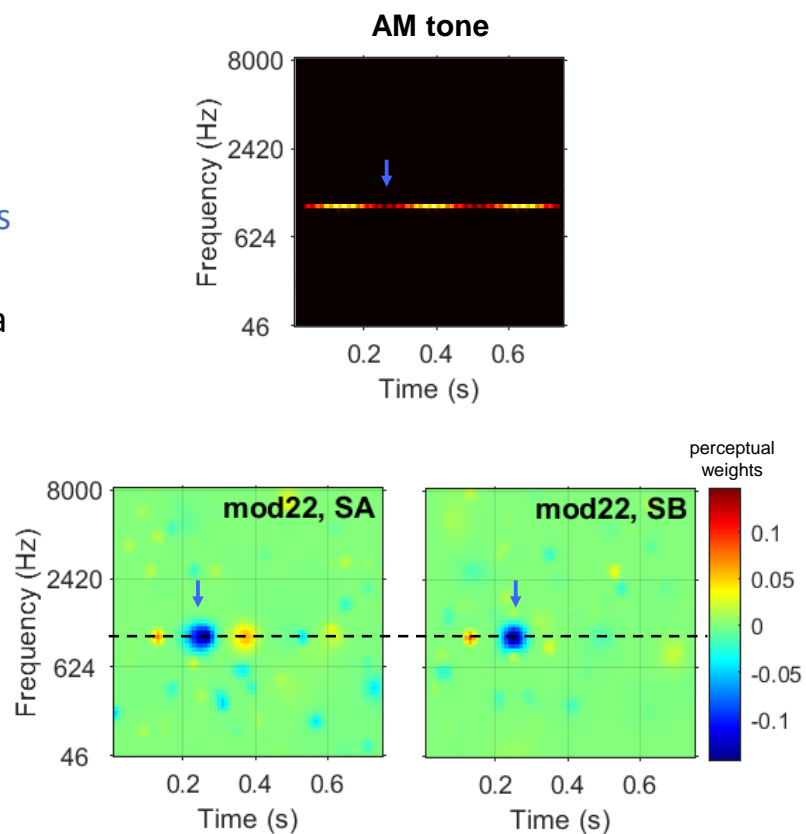 AM tone
8000
2420
624
46
Frequency (Hz)
0.2 0.4 0.6
Time (s)
s
a
perceptual
weights
mod22, SA
mod22, SB
8000
2420
624
46
Frequency (Hz)
0.2 0.4 0.6
Time (s)
0.2 0.4 0.6
Time (s)
0.1
0.05
0
-0.05
-0.1